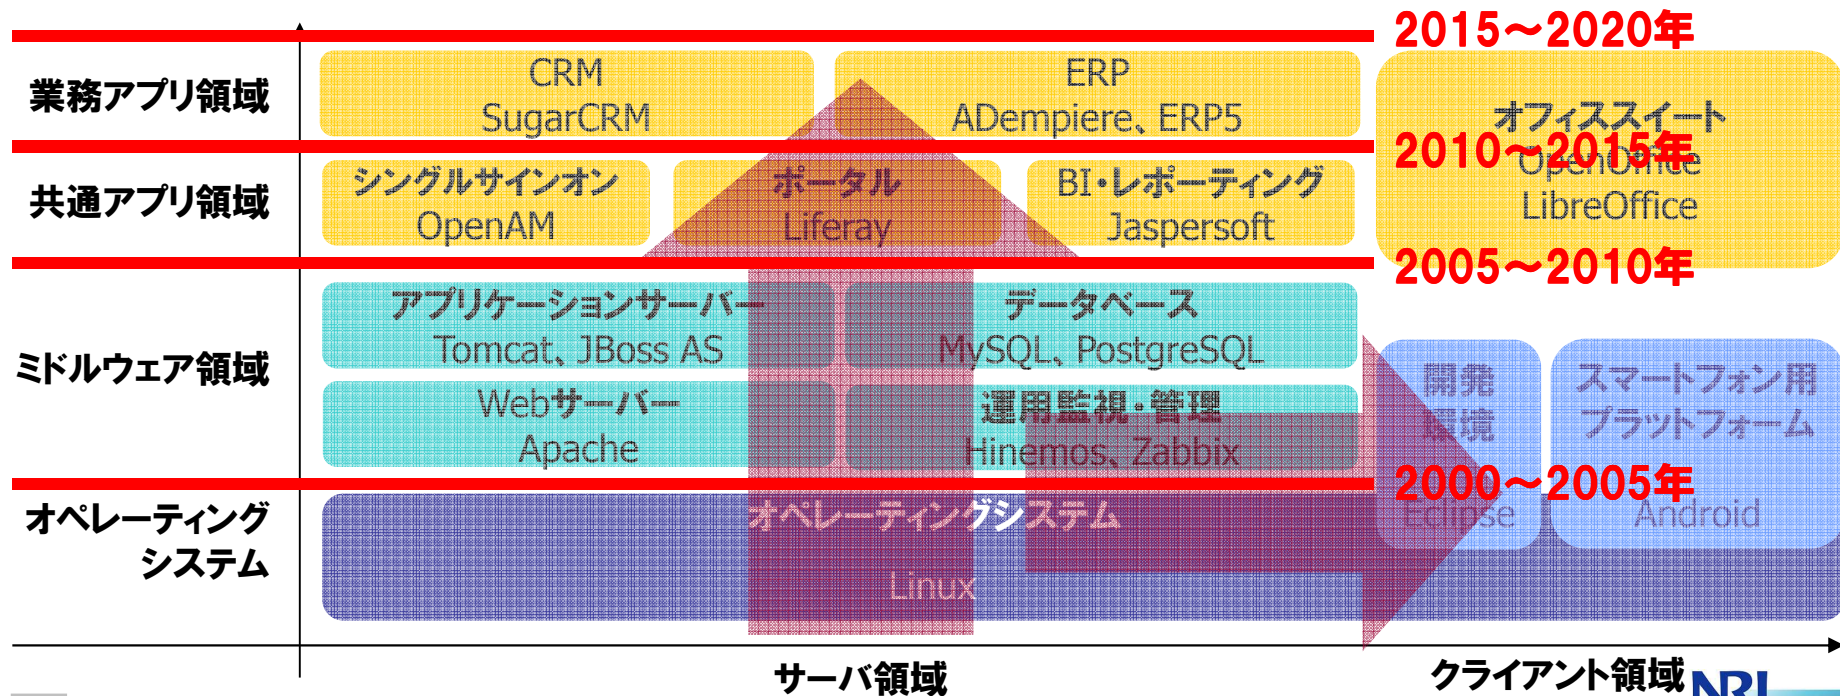 2015～2020年
業務アプリ領域
CRM
SugarCRM
ERP
ADempiere、ERP5
オフィススイート
OpenOffice
LibreOffice
2010～2015年
共通アプリ領域
シングルサインオン
OpenAM
ポータル
Liferay
BI・レポーティング
Jaspersoft
2005～2010年
ミドルウェア領域
アプリケーションサーバー
Tomcat、JBoss AS
データベース
MySQL、PostgreSQL
Webサーバー
Apache
運用監視・管理
Hinemos、Zabbix
開発
環境
Eclipse
スマートフォン用
プラットフォーム
Android
2000～2005年
オペレーティング
システム
オペレーティングシステム
Linux
サーバ領域
クライアント領域
NRI